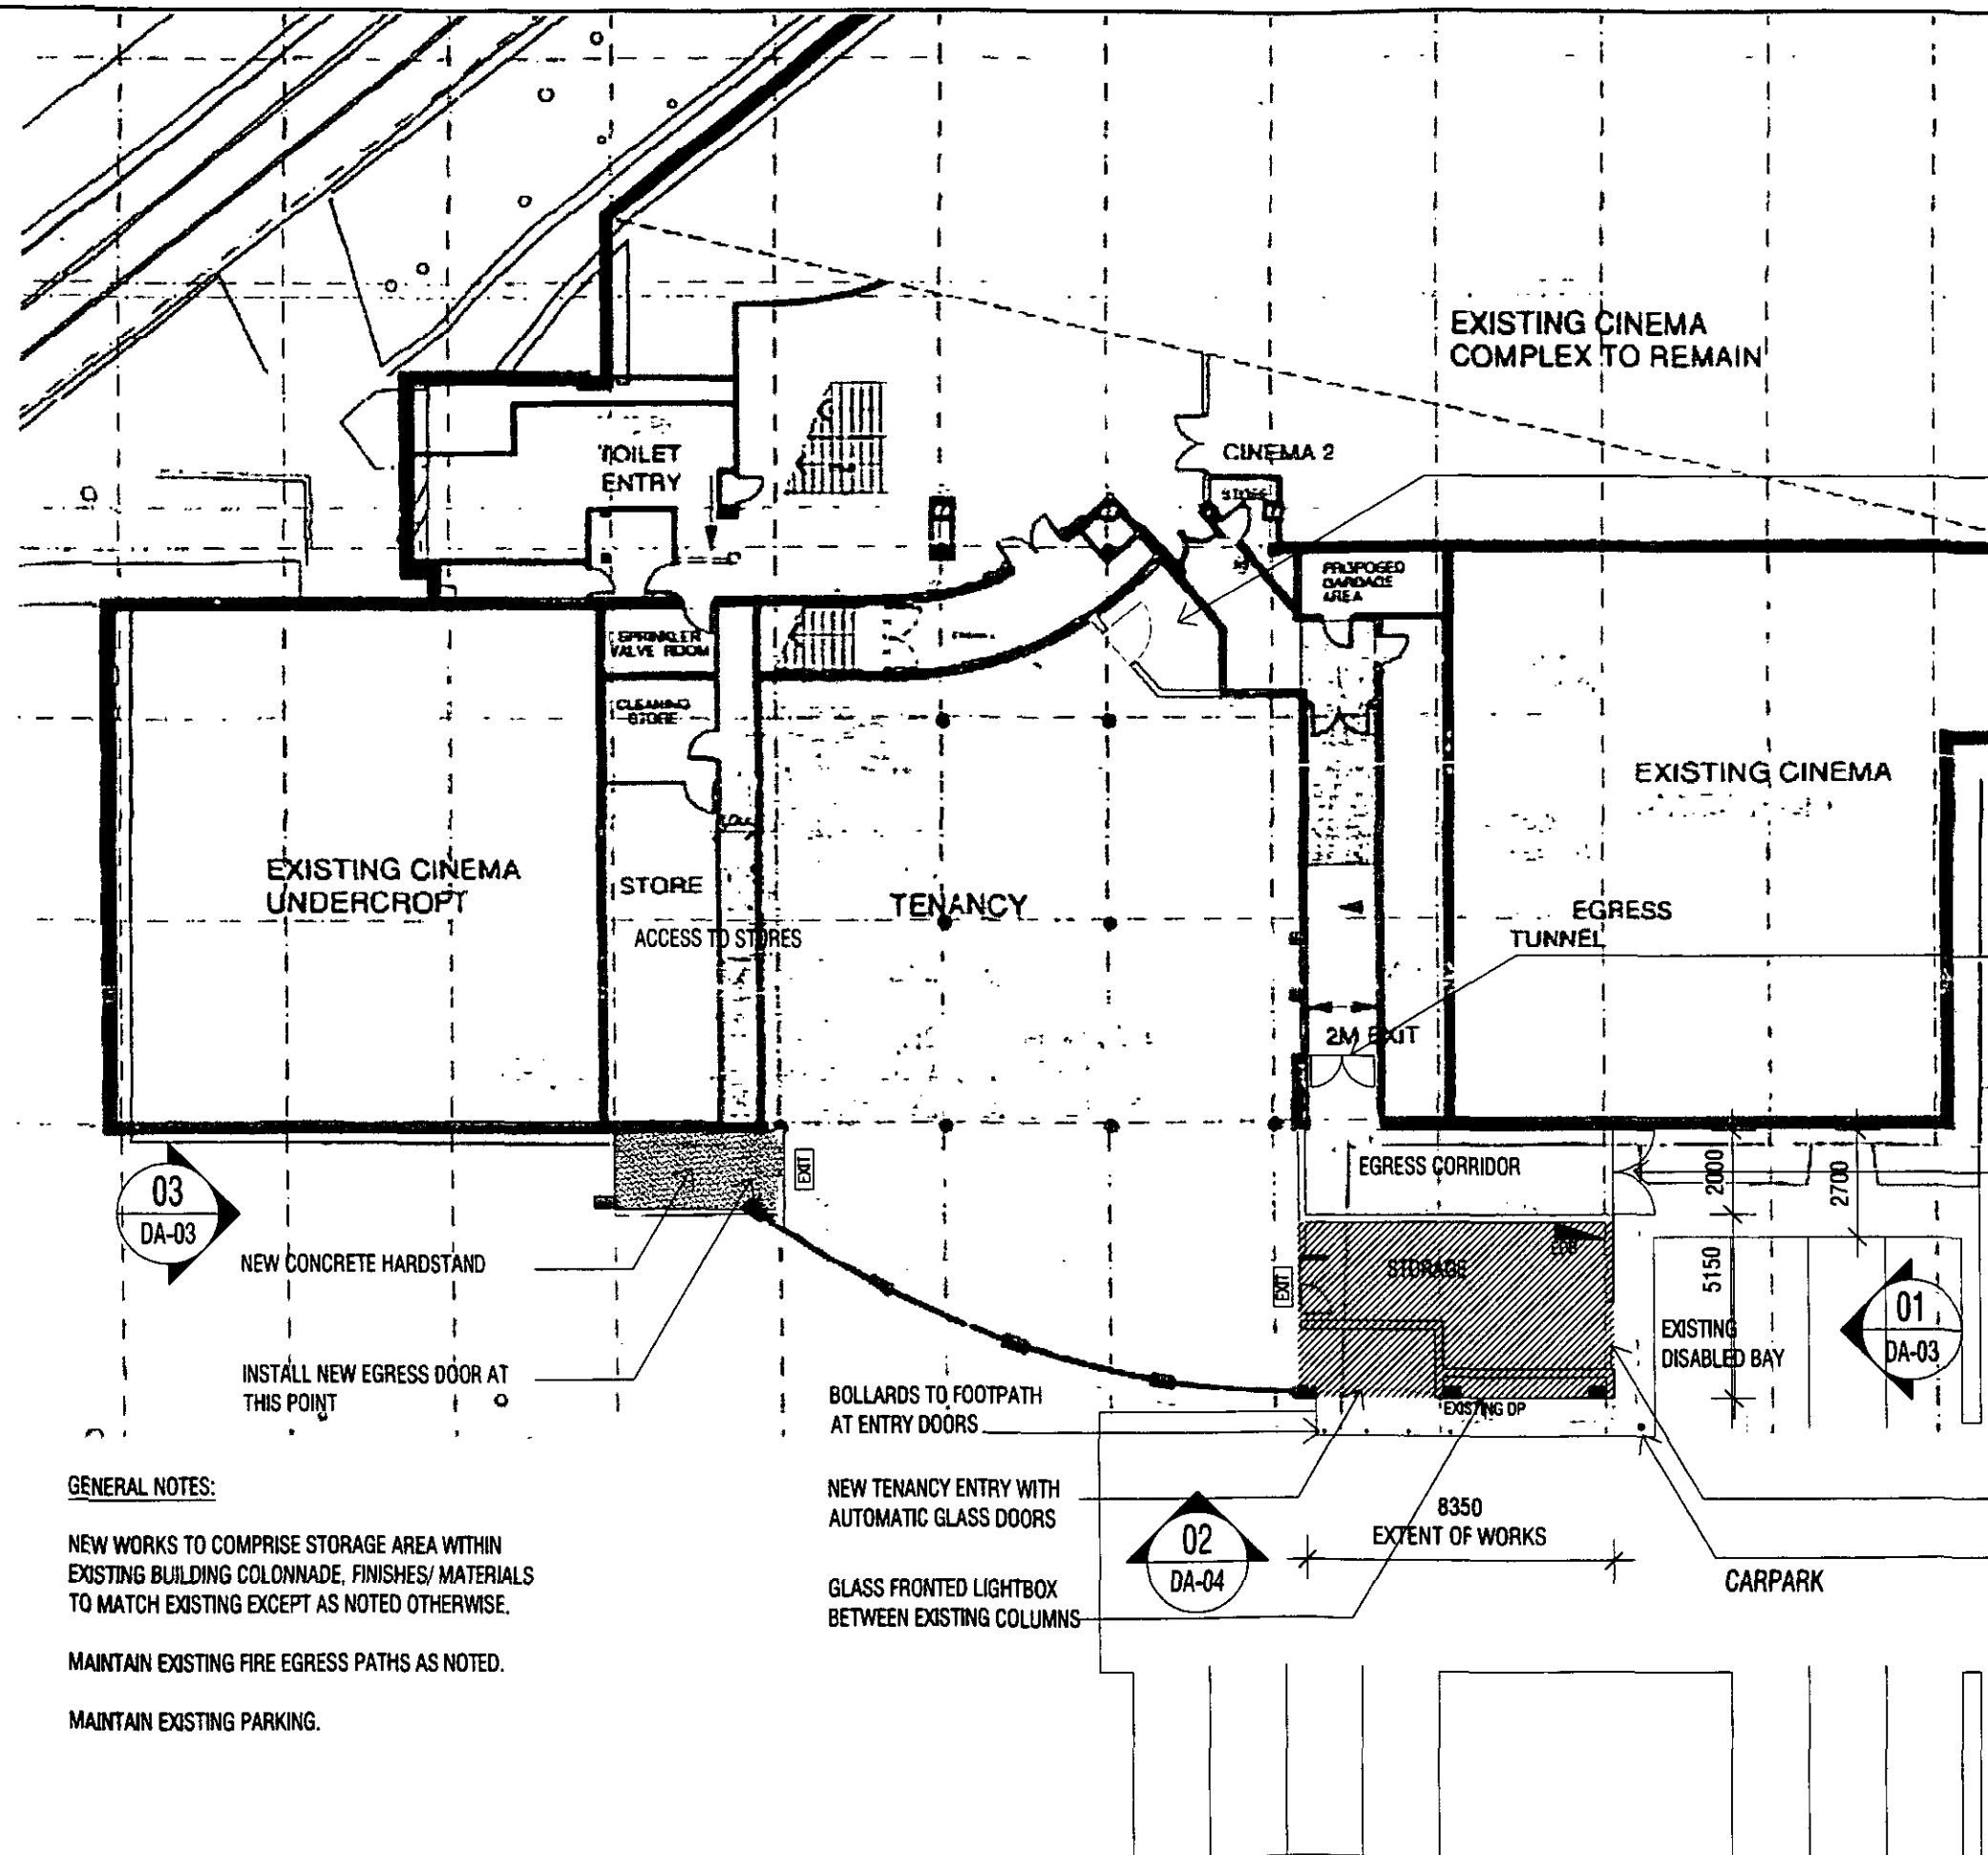 EXISTING CINEMA
COMPLEX TO REMAIN
TOILET
ENTRY
CINEMA 2
STORE
PROPOSED
GARBAGE
AREA
SPRINKLER
VALVE ROOM
CLEANING
STORE
EXISTING CINEMA
EXISTING CINEMA
UNDERCROFT
STORE
TENANCY
ACCESS TO STORES
EGRESS
TUNNEL
2M EXIT
EXIT
EGRESS CORRIDOR
2000
2700
03
DA-03
NEW CONCRETE HARDSTAND
STORAGE
EDB
EXIT
5150
01
DA-03
EXISTING
DISABLED BAY
INSTALL NEW EGRESS DOOR AT
THIS POINT
BOLLARDS TO FOOTPATH
AT ENTRY DOORS
EXISTING DP
GENERAL NOTES:
NEW TENANCY ENTRY WITH
AUTOMATIC GLASS DOORS
02
DA-04
8350
EXTENT OF WORKS
NEW WORKS TO COMPRISE STORAGE AREA WITHIN
EXISTING BUILDING COLONNADE, FINISHES/ MATERIALS
TO MATCH EXISTING EXCEPT AS NOTED OTHERWISE.
GLASS FRONTED LIGHTBOX
BETWEEN EXISTING COLUMNS
CARPARK
MAINTAIN EXISTING FIRE EGRESS PATHS AS NOTED.
MAINTAIN EXISTING PARKING.